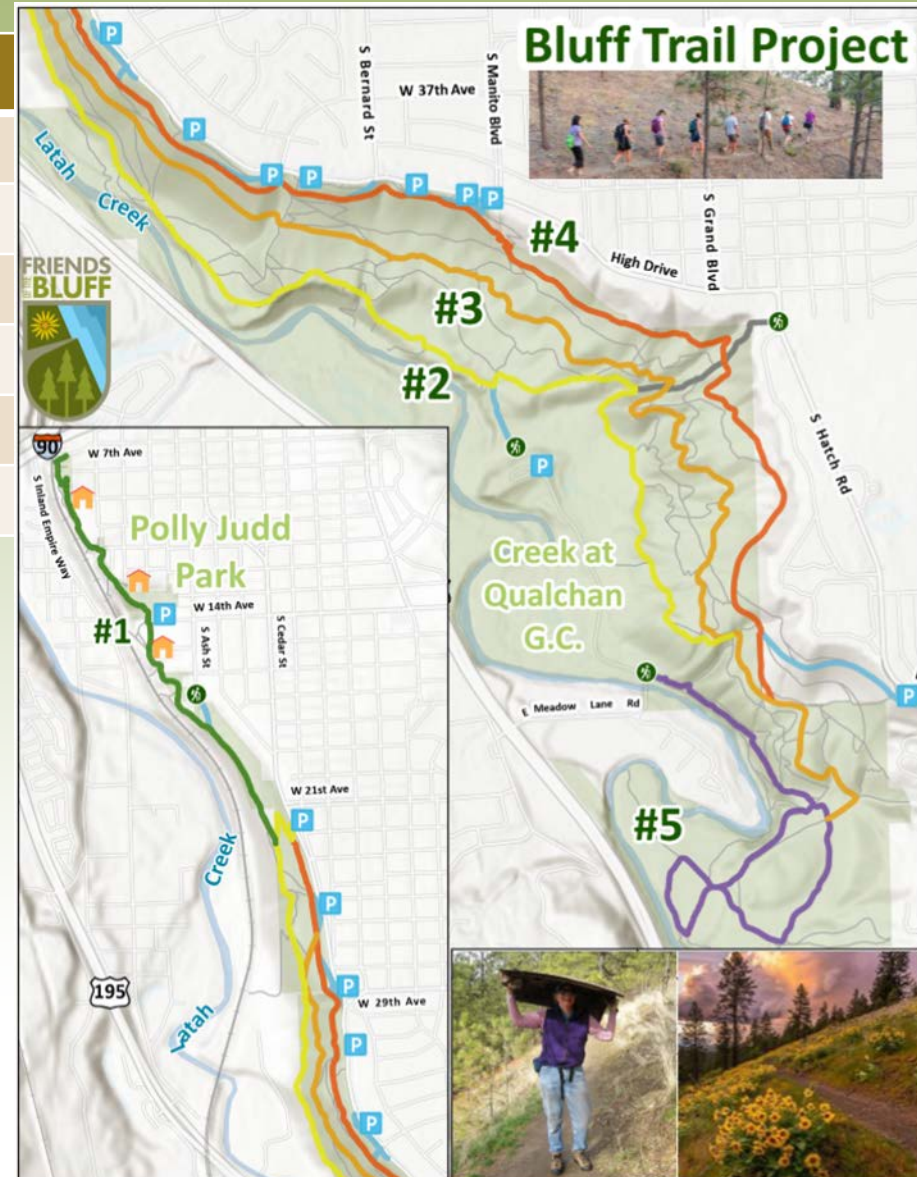 Bluff Trail Project
P
S Bernard St
S Manito Blvd
W 37th Ave
P
P
P
P
P
P
Latah
Creek
S Grand Blvd
#4
High Drive
FRIENDS
OF THE
BLUFF
#3
#2
S Hatch Rd
P
90
W 7th Ave
S Inland Empire Way
Polly Judd
Park
P
W 14th Ave
#1
S Ash St
S Cedar St
Creek at
Qualchan
G.C.
E Meadow Lane Rd
P
W 21st Ave
P
#5
Creek
P
195
P
W 29th Ave
Latah
P
P